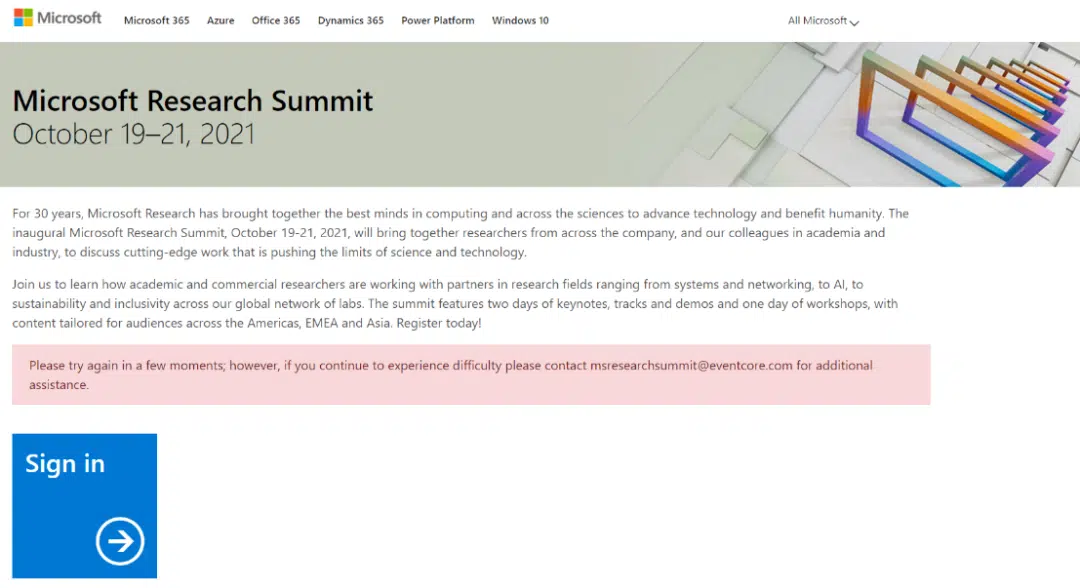 Microsoft Microsoft 365 Azure Office 365 Dynamics 365 Power Platform Windows 10 All Microsoft
Microsoft Research Summit
October 19–21, 2021
For 30 years, Microsoft Research has brought together the best minds in computing and across the sciences to advance technology and benefit humanity. The
inaugural Microsoft Research Summit, October 19-21, 2021, will bring together researchers from across the company, and our colleagues in academia and
industry, to discuss cutting-edge work that is pushing the limits of science and technology.
Join us to learn how academic and commercial researchers are working with partners in research fields ranging from systems and networking, to AI, to
sustainability and inclusivity across our global network of labs. The summit features two days of keynotes, tracks and demos and one day of workshops, with
content tailored for audiences across the Americas, EMEA and Asia. Register today!
Please try again in a few moments; however, if you continue to experience difficulty please contact msresearchsummit@eventcore.com for additional
assistance.
Sign in